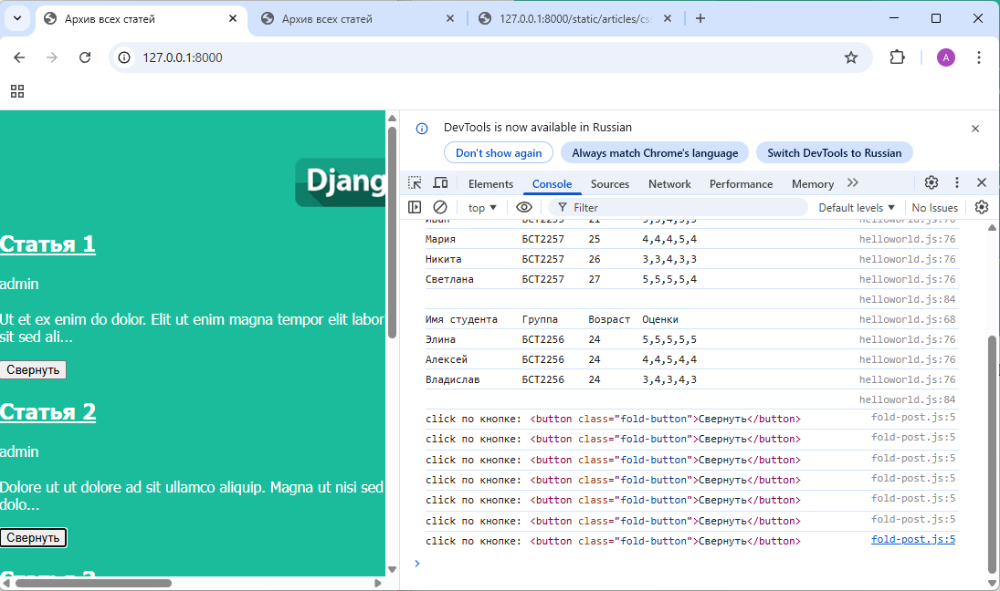 Архив всех статей
Архив всех статей
127.0.0.1:8000/static/articles/cs
127.0.0.1:8000
A
Djang
Статья 1
admin
Ut et ex enim do dolor. Elit ut enim magna tempor elit labor
sit sed ali...
Свернуть
Статья 2
admin
Dolore ut ut dolore ad sit ullamco aliquip. Magna ut nisi sed
dolo...
Свернуть
DevTools is now available in Russian
Don't show again Always match Chrome's language Switch DevTools to Russian
Elements Console Sources Network Performance Memory
top Filter Default levels No Issues
Иван БСТ2255 21 helloworld.js:76
Мария БСТ2257 25 4,4,4,5,4 helloworld.js:76
Никита БСТ2257 26 3,3,4,3,3 helloworld.js:76
Светлана БСТ2257 27 5,5,5,5,4 helloworld.js:76
helloworld.js:84
Имя студента Группа Возраст Оценки helloworld.js:68
Элина БСТ2256 24 5,5,5,5,5 helloworld.js:76
Алексей БСТ2256 24 4,4,5,4,4 helloworld.js:76
Владислав БСТ2256 24 3,4,3,4,3 helloworld.js:76
helloworld.js:84
click по кнопке: <button class="fold-button">Свернуть</button> fold-post.js:5
click по кнопке: <button class="fold-button">Свернуть</button> fold-post.js:5
click по кнопке: <button class="fold-button">Свернуть</button> fold-post.js:5
click по кнопке: <button class="fold-button">Свернуть</button> fold-post.js:5
click по кнопке: <button class="fold-button">Свернуть</button> fold-post.js:5
click по кнопке: <button class="fold-button">Свернуть</button> fold-post.js:5
click по кнопке: <button class="fold-button">Свернуть</button> fold-post.js:5